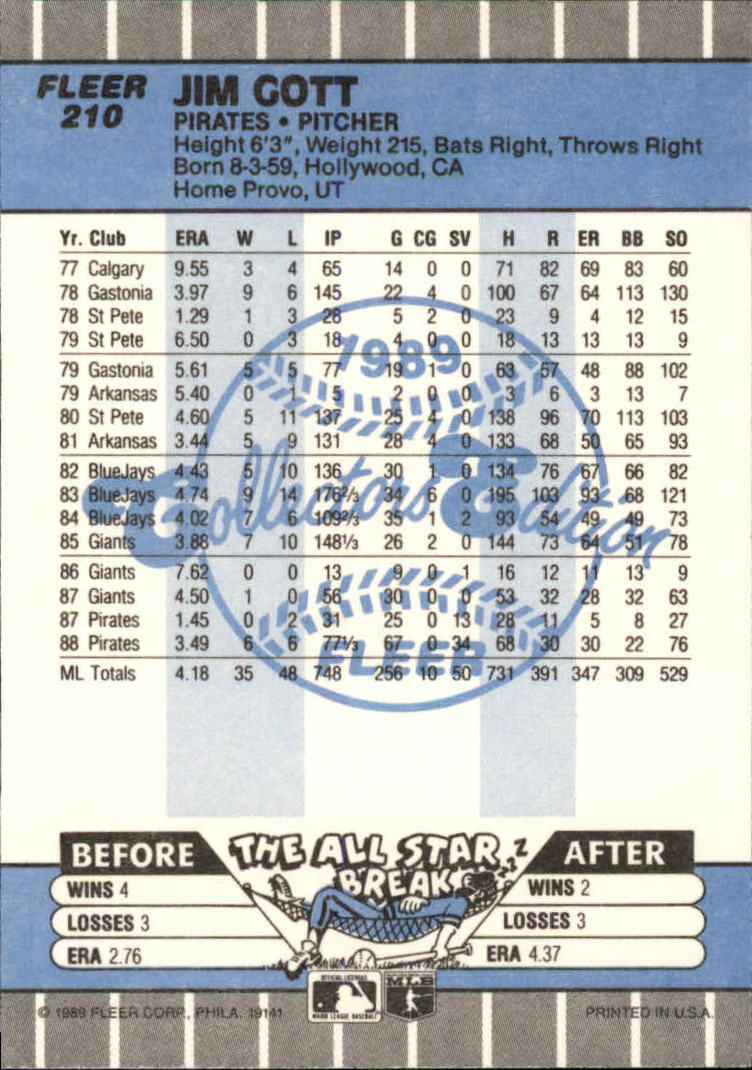 FLEER
210
JIM GOTT
PIRATES • PITCHER
Height 6'3", Weight 215, Bats Right, Throws Right
Born 8-3-59, Hollywood, CA
Home Provo, UT
Yr. Club ERA W L IP G CG SV H R ER BB SO
77 Calgary 9.55 3 4 65 14 0 0 71 82 69 83 60
78 Gastonia 3.97 9 6 145 22 4 0 100 67 64 113 130
78 St Pete 1.29 1 3 28 5 2 0 23 9 4 12 15
79 St Pete 6.50 0 3 18 4 0 0 18 13 13 13 9
79 Gastonia 5.61 5 5 77 19 1 0 63 57 48 88 102
79 Arkansas 5.40 0 1 5 2 0 0 3 6 3 13 7
80 St Pete 4.60 5 11 137 25 4 0 138 96 70 113 103
81 Arkansas 3.44 5 9 131 28 4 0 133 68 50 65 93
82 BlueJays 4.43 5 10 136 30 1 0 134 76 67 66 82
83 BlueJays 4.74 9 14 176⅔ 34 6 0 195 103 93 68 121
84 BlueJays 4.02 7 6 109⅔ 35 1 2 93 54 49 49 73
85 Giants 3.88 7 10 148⅓ 26 2 0 144 73 64 51 78
86 Giants 7.62 0 0 13 9 0 1 16 12 11 13 9
87 Giants 4.50 1 0 56 30 0 0 53 32 28 32 63
87 Pirates 1.45 0 2 31 25 0 13 28 11 5 8 27
88 Pirates 3.49 6 6 77⅓ 67 0 34 68 30 30 22 76
ML Totals 4.18 35 48 748 256 10 50 731 391 347 309 529
1989
Collectors Edition
FLEER
BEFORE THE ALL STAR BREAK AFTER
zzz
WINS 4 WINS 2
LOSSES 3 LOSSES 3
ERA 2.76 ERA 4.37
OFFICIAL LICENSEE
MAJOR LEAGUE BASEBALL
MLB
© 1989 FLEER CORP., PHILA. 19141 PRINTED IN U.S.A.